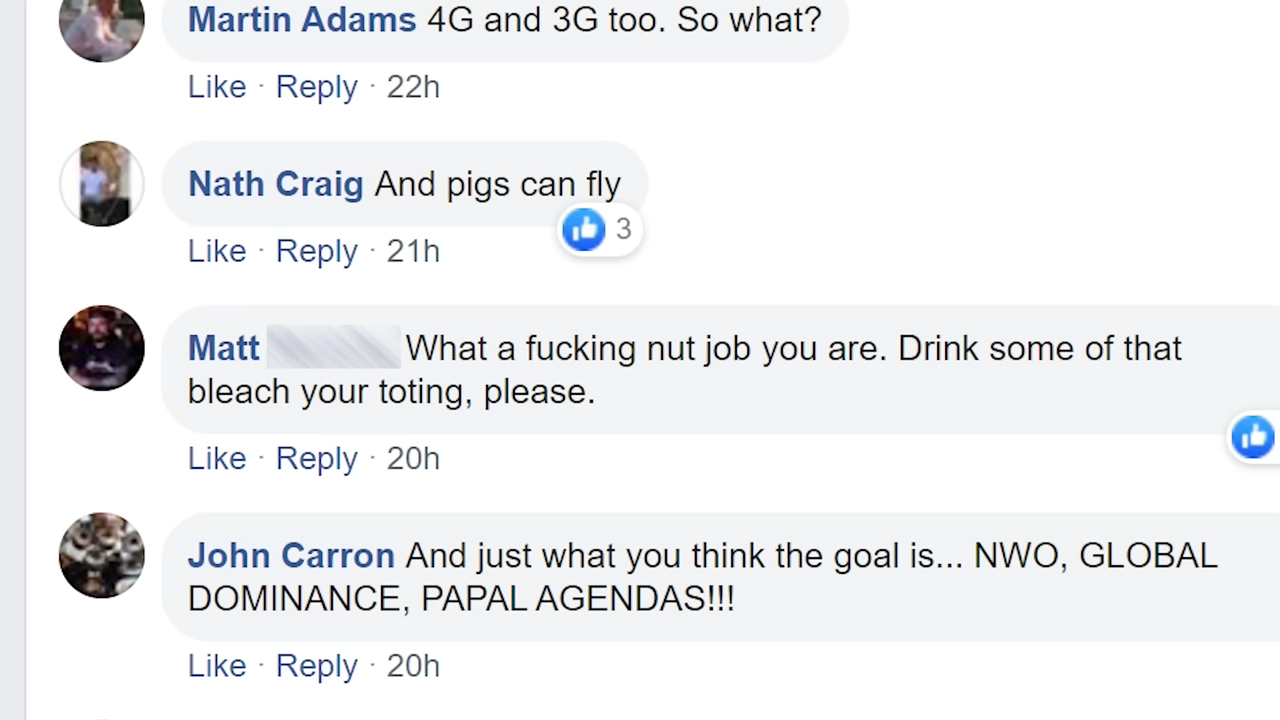 Martin Adams 4G and 3G too. So what?
Like · Reply · 22h
Nath Craig And pigs can fly
3
Like · Reply · 21h
Matt What a fucking nut job you are. Drink some of that
bleach your toting, please.
Like · Reply · 20h
John Carron And just what you think the goal is... NWO, GLOBAL
DOMINANCE, PAPAL AGENDAS!!!
Like · Reply · 20h